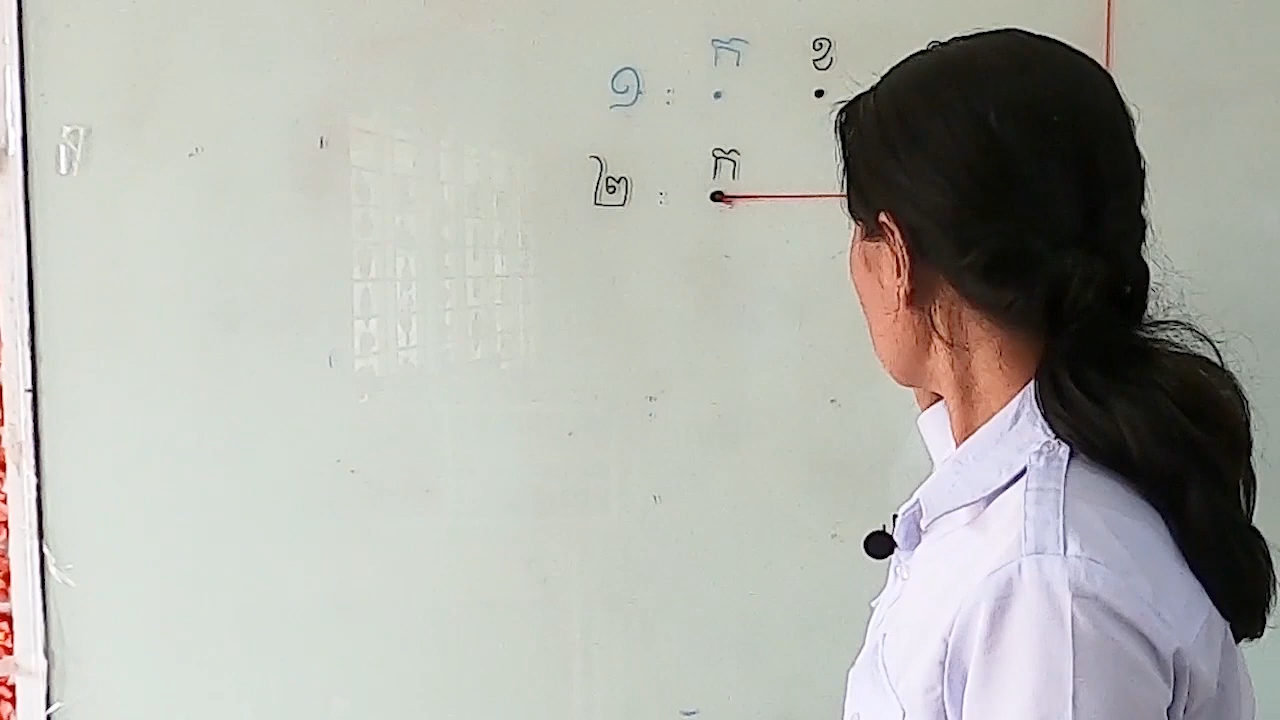 ១ : ក ខ
២ : ក